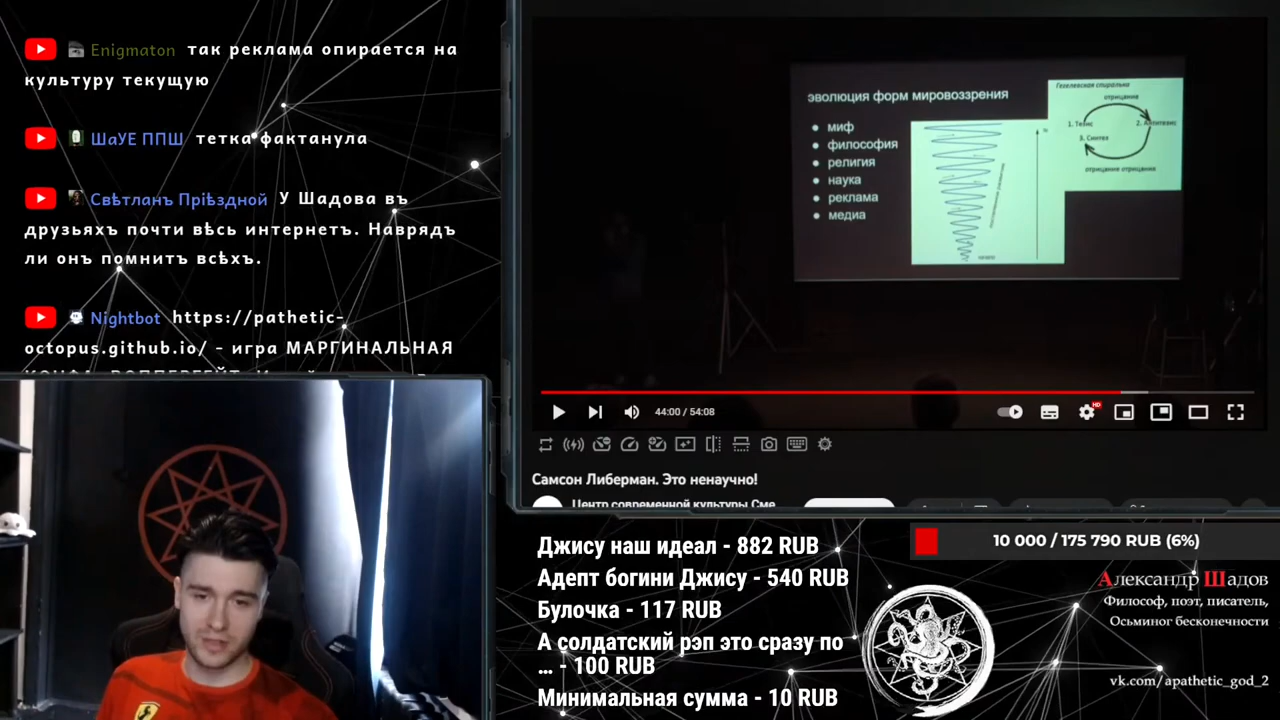 Enigmaton так реклама опирается на
культуру текущую
ШаУЕ ППШ тетка фактанула
Свѣтланъ Пріѣздной У Шадова въ
друзьяхъ почти вѣсь интернетъ. Наврядъ
ли онъ помнитъ всѣхъ.
Nightbot https://pathetic-
octopus.github.io/ - игра МАРГИНАЛЬНАЯ
эволюция форм мировоззрения
миф
философия
религия
наука
реклама
медиа
Гегелевская спираль
отрицание
1. Тезис
2. Антитезис
3. Синтез
отрицание отрицания
44:00 / 54:08
HD
Самсон Либерман. Это ненаучно!
Центр современной культуры Сме
Джису наш идеал - 882 RUB
Адепт богини Джису - 540 RUB
Булочка - 117 RUB
А солдатский рэп это сразу по
... - 100 RUB
Минимальная сумма - 10 RUB
10 000 / 175 790 RUB (6%)
Александр Шадов
Философ, поэт, писатель,
Осьминог бесконечности
vk.com/apathetic_god_2